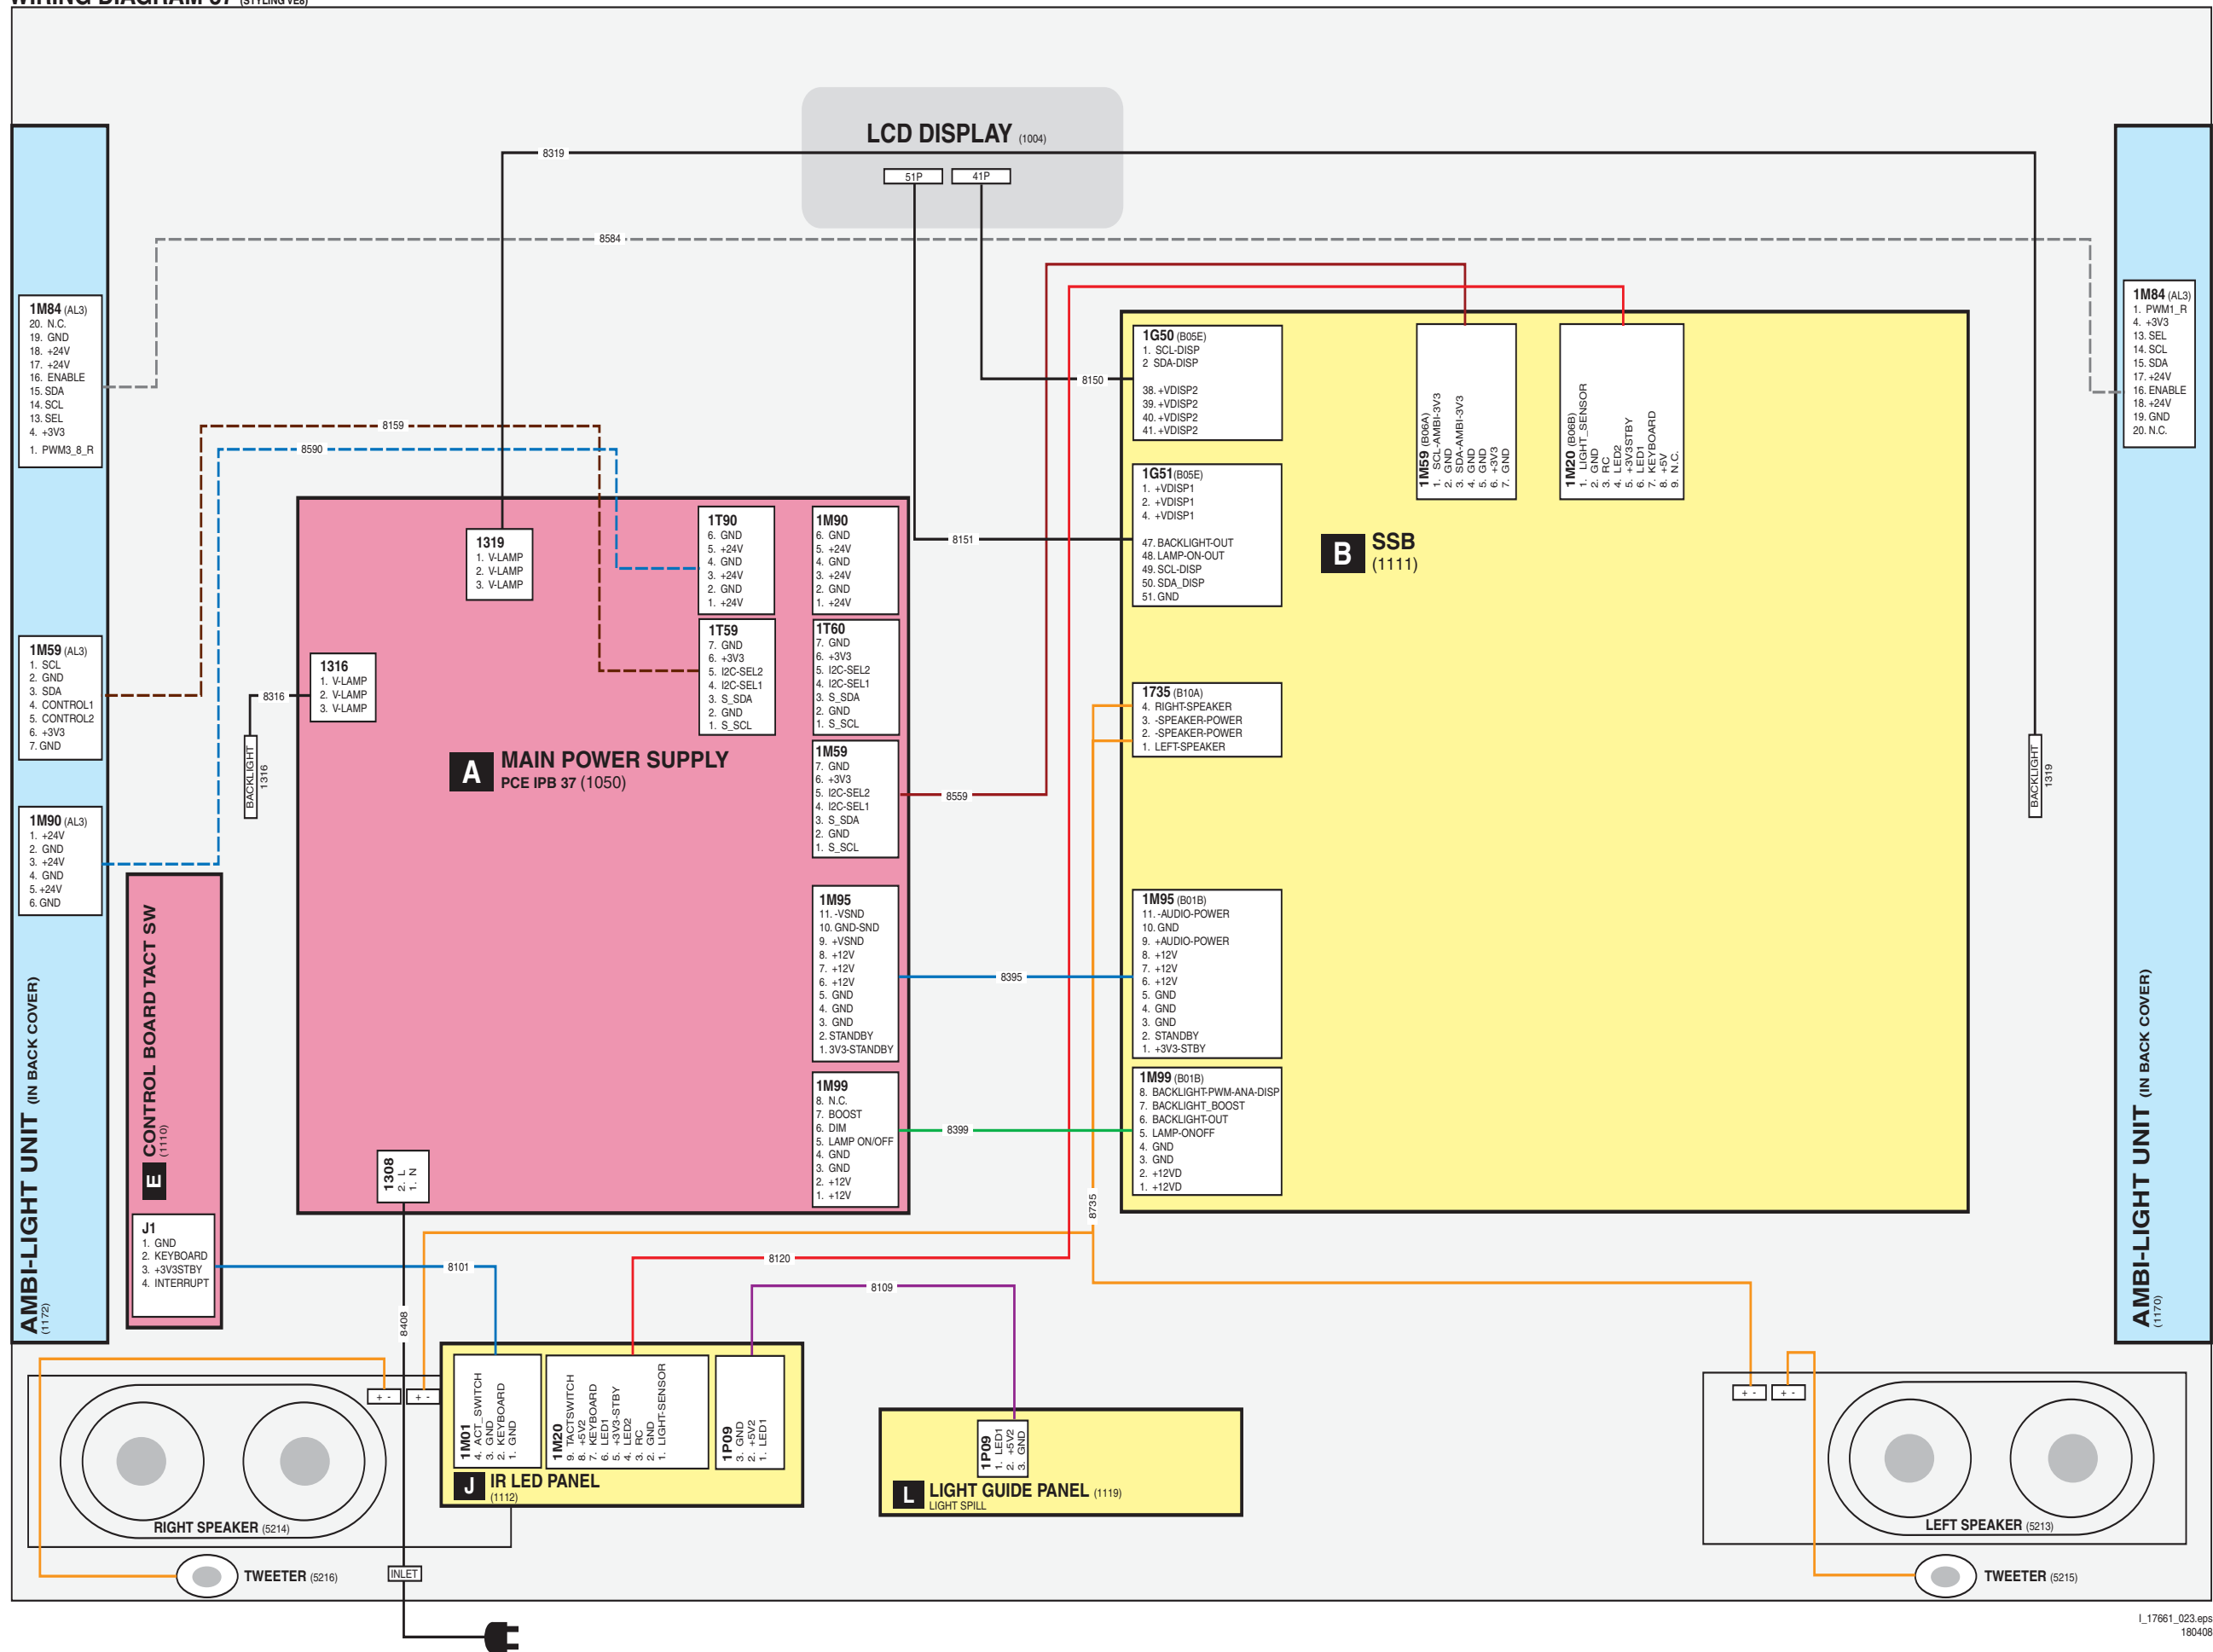 WIRING DIAGRAM 37 (STYLING VE8)
LCD DISPLAY (1004)
8319
51P
41P
8584
1M84 (AL3)
20. N.C.
19. GND
18. +24V
17. +24V
16. ENABLE
15. SDA
14. SCL
13. SEL
4. +3V3
1. PWM3_8_R
1M59 (AL3)
1. SCL
2. GND
3. SDA
4. CONTROL1
5. CONTROL2
6. +3V3
7. GND
1M90 (AL3)
1. +24V
2. GND
3. +24V
4. GND
5. +24V
6. GND
AMBI-LIGHT UNIT (IN BACK COVER)
(1172)
8159
8590
E CONTROL BOARD TACT SW
(1110)
J1
1. GND
2. KEYBOARD
3. +3V3STBY
4. INTERRUPT
8316
BACKLIGHT
1316
1319
1. V-LAMP
2. V-LAMP
3. V-LAMP
1316
1. V-LAMP
2. V-LAMP
3. V-LAMP
A MAIN POWER SUPPLY
PCE IPB 37 (1050)
1T90
6. GND
5. +24V
4. GND
3. +24V
2. GND
1. +24V
1M90
6. GND
5. +24V
4. GND
3. +24V
2. GND
1. +24V
1T59
7. GND
6. +3V3
5. I2C-SEL2
4. I2C-SEL1
3. S_SDA
2. GND
1. S_SCL
1T60
7. GND
6. +3V3
5. I2C-SEL2
4. I2C-SEL1
3. S_SDA
2. GND
1. S_SCL
1M59
7. GND
6. +3V3
5. I2C-SEL2
4. I2C-SEL1
3. S_SDA
2. GND
1. S_SCL
1M95
11. -VSND
10. GND-SND
9. +VSND
8. +12V
7. +12V
6. +12V
5. GND
4. GND
3. GND
2. STANDBY
1. 3V3-STANDBY
1M99
8. N.C.
7. BOOST
6. DIM
5. LAMP ON/OFF
4. GND
3. GND
2. +12V
1. +12V
1308
2. L
1. N
8150
8151
8559
8395
8399
8735
1G50 (B05E)
1. SCL-DISP
2 SDA-DISP
38. +VDISP2
39. +VDISP2
40. +VDISP2
41. +VDISP2
1G51 (B05E)
1. +VDISP1
2. +VDISP1
4. +VDISP1
47. BACKLIGHT-OUT
48. LAMP-ON-OUT
49. SCL-DISP
50. SDA_DISP
51. GND
1M59 (B06A)
1. SCL-AMBI-3V3
2. GND
3. SDA-AMBI-3V3
4. GND
5. GND
6. +3V3
7. GND
1M20 (B06B)
1. LIGHT_SENSOR
2. GND
3. RC
4. LED2
5. +3V3STBY
6. LED1
7. KEYBOARD
8. +5V
9. N.C.
B SSB
(1111)
1735 (B10A)
4. RIGHT-SPEAKER
3. -SPEAKER-POWER
2. -SPEAKER-POWER
1. LEFT-SPEAKER
1M95 (B01B)
11. -AUDIO-POWER
10. GND
9. +AUDIO-POWER
8. +12V
7. +12V
6. +12V
5. GND
4. GND
3. GND
2. STANDBY
1. +3V3-STBY
1M99 (B01B)
8. BACKLIGHT-PWM-ANA-DISP
7. BACKLIGHT_BOOST
6. BACKLIGHT-OUT
5. LAMP-ONOFF
4. GND
3. GND
2. +12VD
1. +12VD
BACKLIGHT
1319
1M84 (AL3)
1. PWM1_R
4. +3V3
13. SEL
14. SCL
15. SDA
17. +24V
16. ENABLE
18. +24V
19. GND
20. N.C.
AMBI-LIGHT UNIT (IN BACK COVER)
(1170)
8101
8120
8109
8408
+ -
+ -
1M01
4. ACT_SWITCH
3. GND
2. KEYBOARD
1. GND
1M20
9. TACTSWITCH
8. +5V2
7. KEYBOARD
6. LED1
5. +3V3-STBY
4. LED2
3. RC
2. GND
1. LIGHT-SENSOR
1P09
3. GND
2. +5V2
1. LED1
J IR LED PANEL
(1112)
1P09
1. LED1
2. +5V2
3. GND
L LIGHT GUIDE PANEL (1119)
LIGHT SPILL
+ -
+ -
RIGHT SPEAKER (5214)
LEFT SPEAKER (5213)
TWEETER (5216)
INLET
TWEETER (5215)
I_17661_023.eps
180408